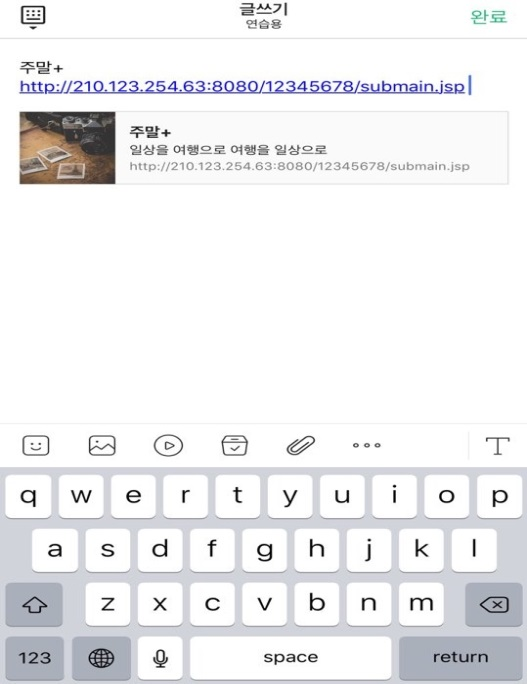 글쓰기
연습용
완료
주말+
http://210.123.254.63:8080/12345678/submain.jsp
주말+
일상을 여행으로 여행을 일상으로
http://210.123.254.63:8080/12345678/submain.jsp
T
q w e r t y u i o p
a s d f g h j k l
z x c v b n m
123 space return